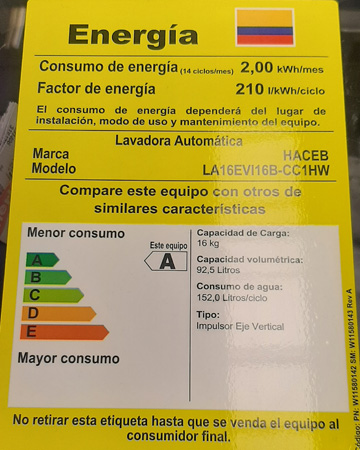 Energía
Consumo de energía (14 ciclos/mes) 2,00 kWh/mes
Factor de energía 210 l/kWh/ciclo
El consumo de energía dependerá del lugar de
instalación, modo de uso y mantenimiento del equipo.
Lavadora Automática
Marca HACEB
Modelo LA16EVI16B-CC1HW
Compare este equipo con otros de
similares características
Menor consumo
Este equipo
A
A
B
C
D
E
Mayor consumo
Capacidad de Carga:
16 kg
Capacidad volumétrica:
92,5 Litros
Consumo de agua:
152,0 Litros/ciclo
Tipo:
Impulsor Eje Vertical
No retirar esta etiqueta hasta que se venda el equipo al
consumidor final.
Código: PN: W11580142 SM: W11580143 Rev A